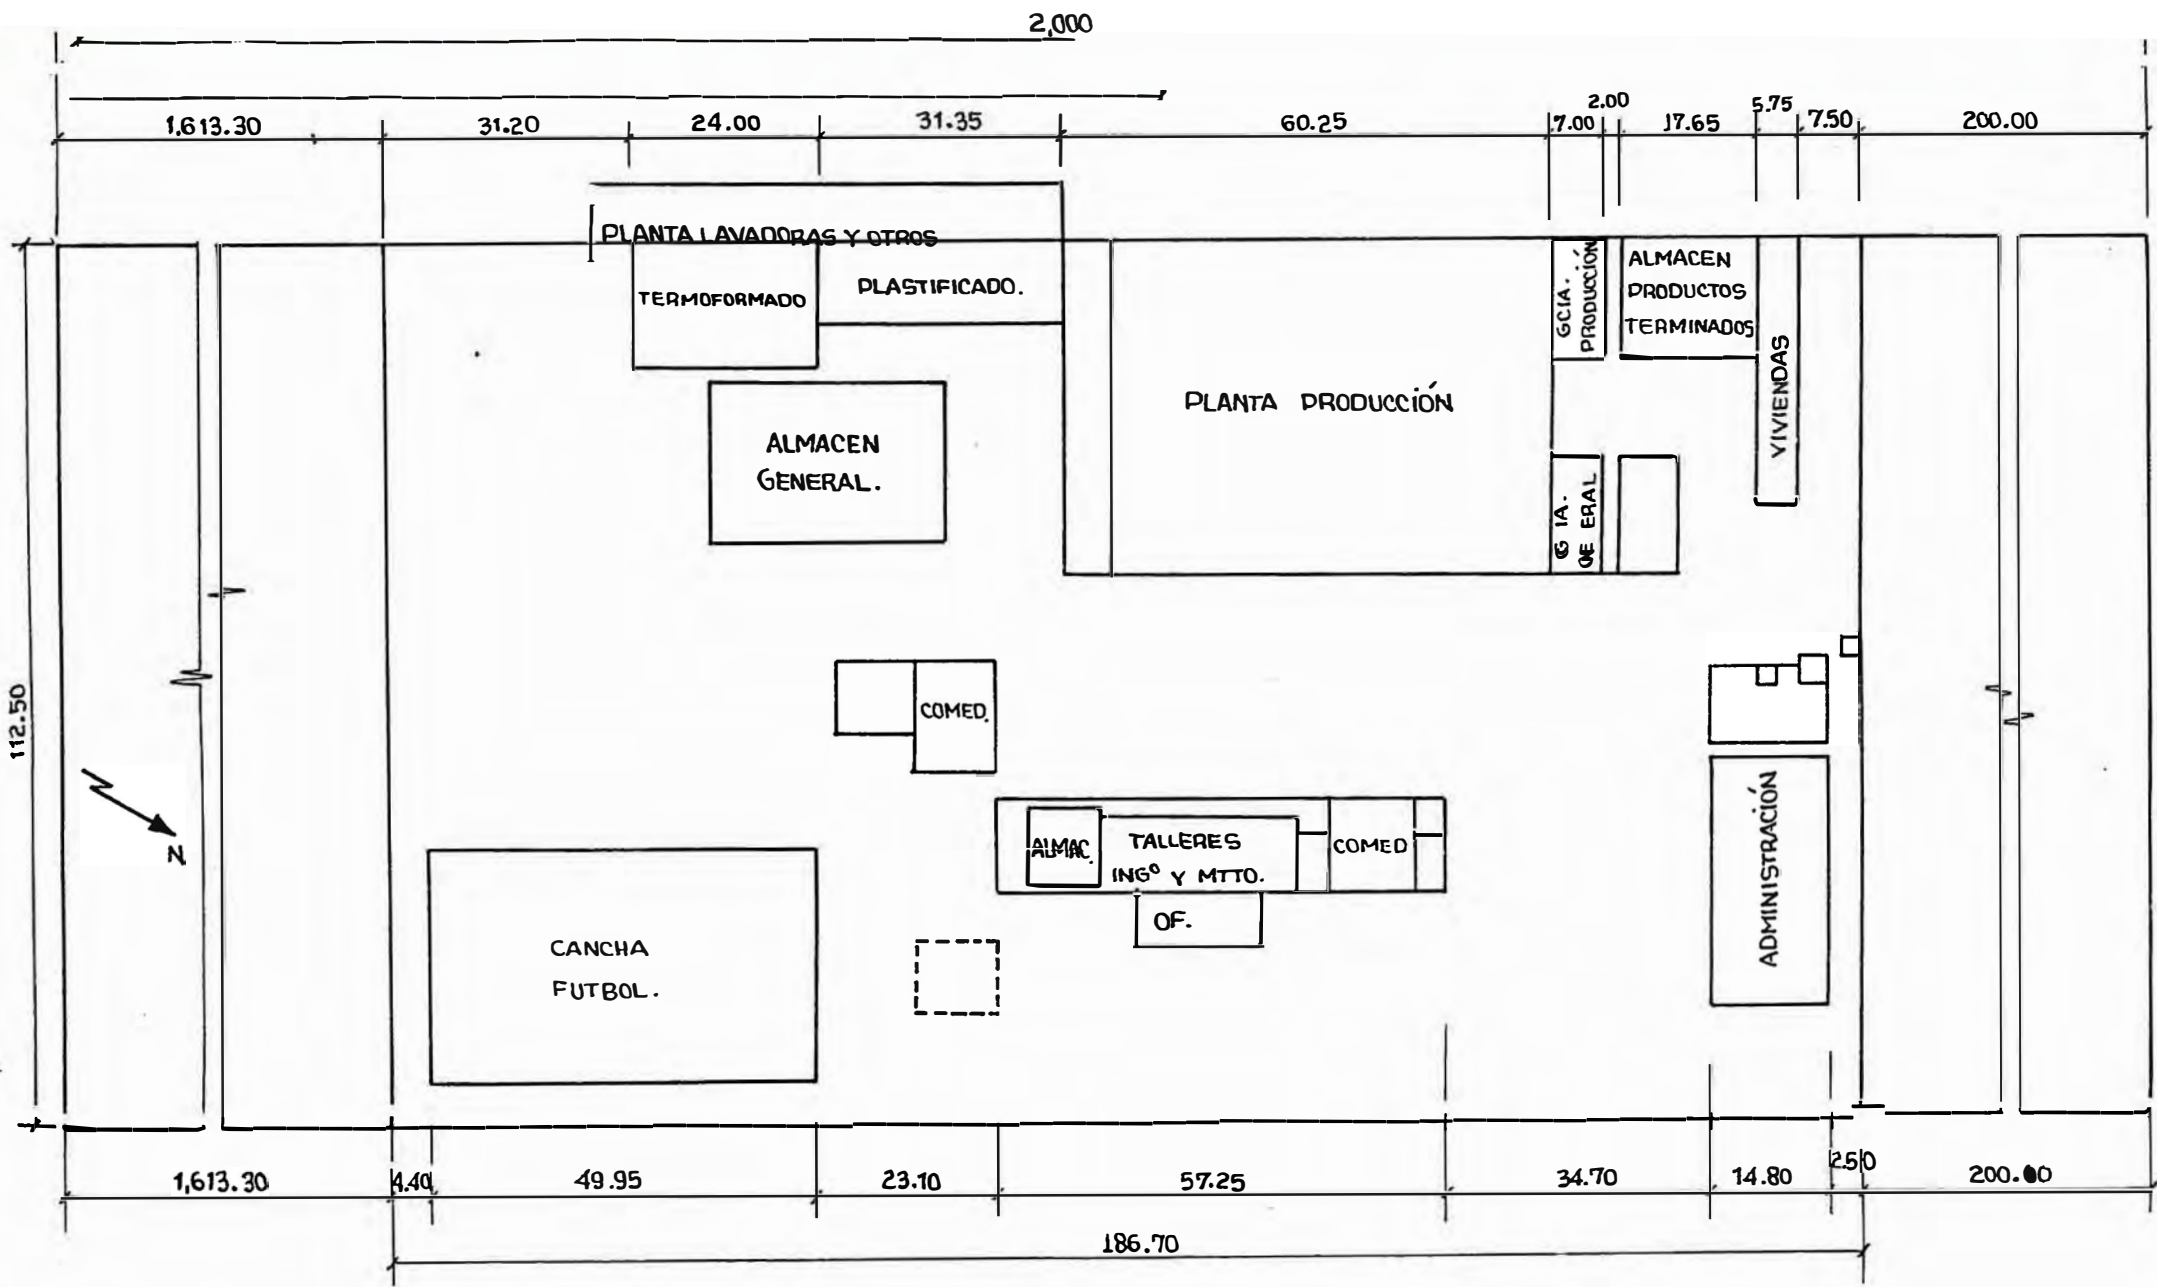 2,000
1,613.30
31.20
24.00
31.35
60.25
7.00
2.00
17.65
5.75
7.50
200.00
PLANTA LAVADORAS Y OTROS
TERMOFORMADO
PLASTIFICADO.
GCIA.
PRODUCCIÓN
ALMACEN
PRODUCTOS
TERMINADOS
VIVIENDAS
PLANTA PRODUCCIÓN
ALMACEN
GENERAL.
G IA.
GE ERAL
112.50
COMED.
N
ALMAC.
TALLERES
INGº Y MTTO.
COMED
OF.
ADMINISTRACIÓN
CANCHA
FUTBOL.
1,613.30
4.40
49.95
23.10
57.25
34.70
14.80
2.50
200.00
186.70